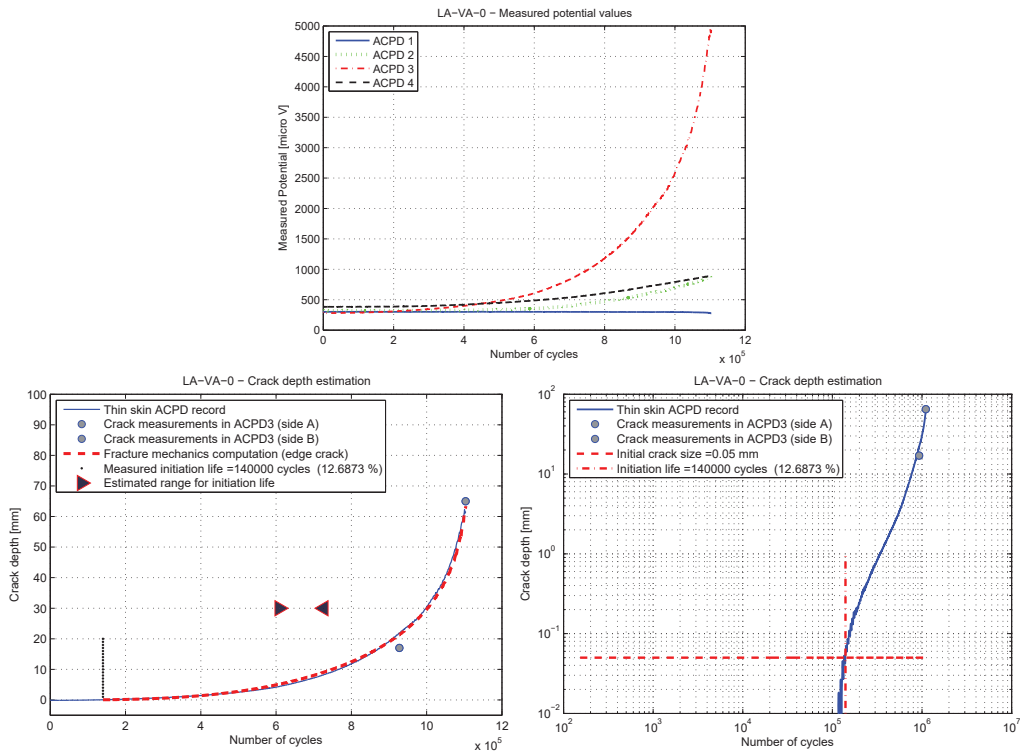 LA−VA−0 − Measured potential values
ACPD 1
ACPD 2
ACPD 3
ACPD 4
Measured Potential [micro V]
5000
4500
4000
3500
3000
2500
2000
1500
1000
500
0
0 2 4 6 8 10 12
x 10^5
Number of cycles
LA−VA−0 − Crack depth estimation
Thin skin ACPD record
Crack measurements in ACPD3 (side A)
Crack measurements in ACPD3 (side B)
Fracture mechanics computation (edge crack)
Measured initiation life =140000 cycles (12.6873 %)
Estimated range for initiation life
Crack depth [mm]
100
90
80
70
60
50
40
30
20
10
0
0 2 4 6 8 10 12
x 10^5
Number of cycles
LA−VA−0 − Crack depth estimation
Thin skin ACPD record
Crack measurements in ACPD3 (side A)
Crack measurements in ACPD3 (side B)
Initial crack size =0.05 mm
Initiation life =140000 cycles (12.6873 %)
Crack depth [mm]
10^2
10^1
10^0
10^−1
10^−2
10^2 10^3 10^4 10^5 10^6 10^7
Number of cycles